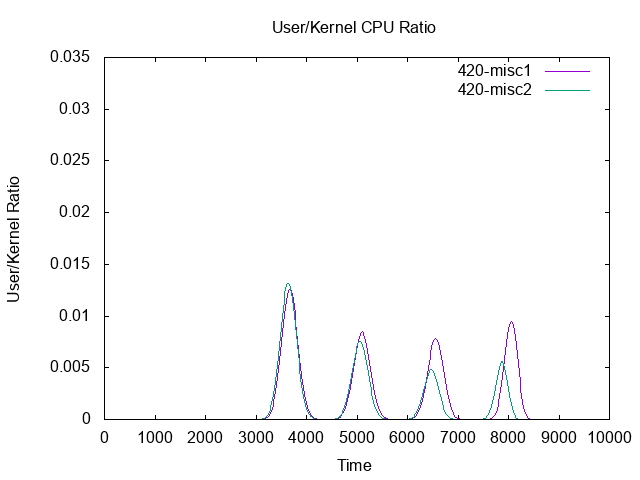 User/Kernel CPU Ratio
0.035
420-misc1
420-misc2
0.03
0.025
0.02
0.015
0.01
0.005
0
User/Kernel Ratio
0 1000 2000 3000 4000 5000 6000 7000 8000 9000 10000
Time